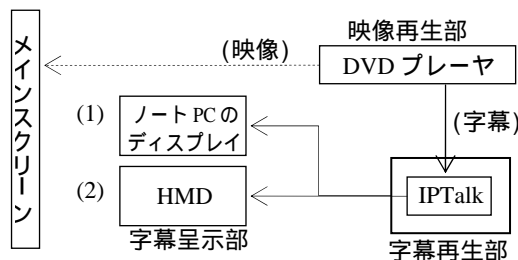 メインスクリーン
映像再生部
(映像)
DVD プレーヤ
(字幕)
(1)
ノート PC の
ディスプレイ
(2)
HMD
字幕呈示部
IPTalk
字幕再生部